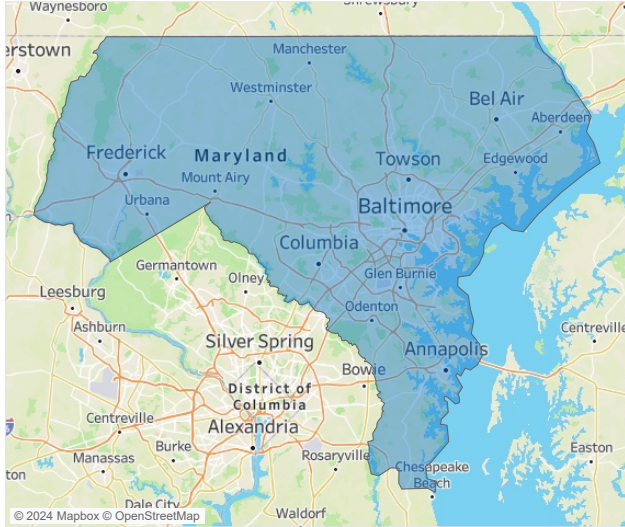 Waynesboro
Shrewsbury
Manchester
erstown
Westminster
Bel Air
Aberdeen
Frederick
Maryland
Towson
Edgewood
Mount Airy
Urbana
Baltimore
Columbia
Germantown
Glen Burnie
Olney
Leesburg
Odenton
Ashburn
Centreville
Silver Spring
Annapolis
Bowie
District of
Columbia
Centreville
Alexandria
Burke
Easton
Manassas
Rosaryville
Chesapeake
Beach
ton
Dale City
Waldorf
© 2024 Mapbox © OpenStreetMap